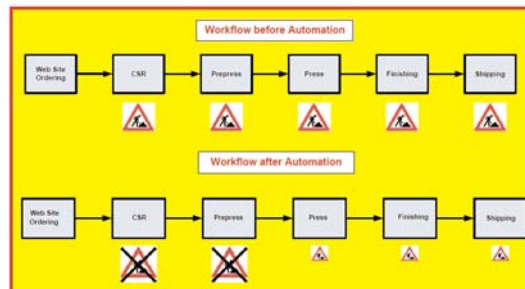 Workflow before Automation
Web Site
Ordering
CSR
Prepress
Press
Finishing
Shipping
Workflow after Automation
Web Site
Ordering
CSR
Prepress
Press
Finishing
Shipping